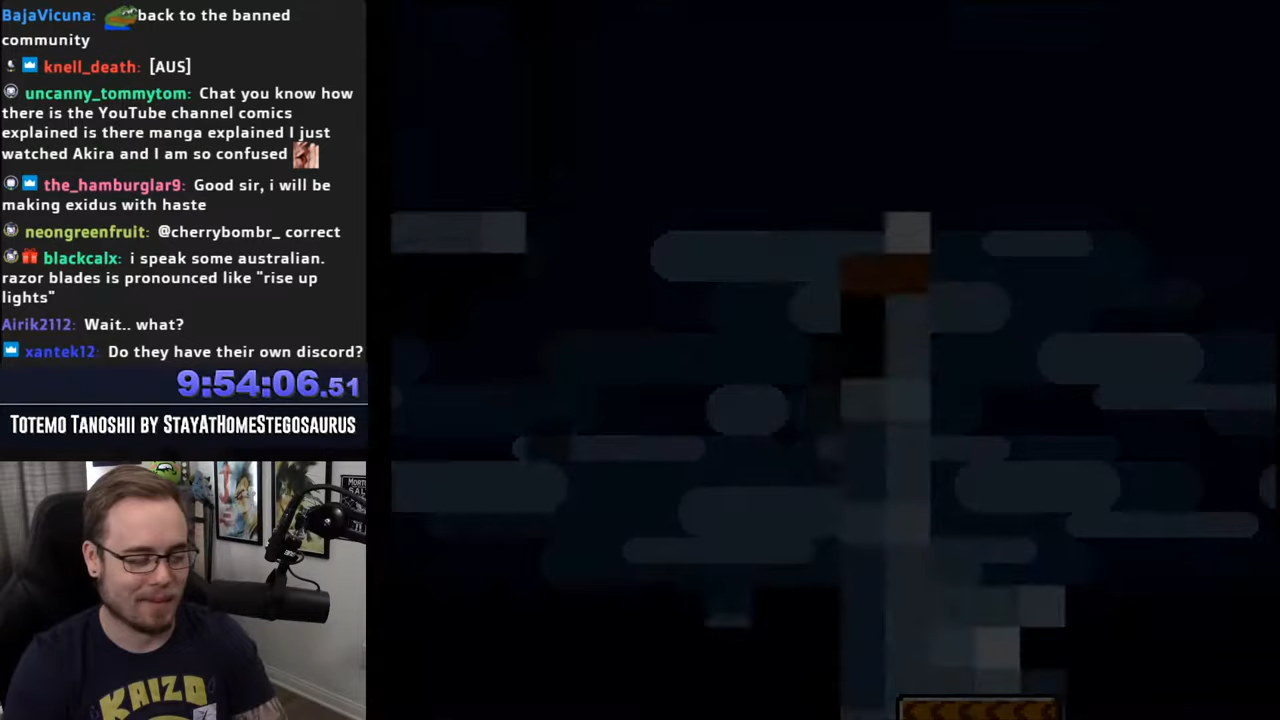 BajaVicuna: back to the banned
community
knell_death: [AUS]
uncanny_tommytom: Chat you know how
there is the YouTube channel comics
explained is there manga explained I just
watched Akira and I am so confused
the_hamburglar9: Good sir, i will be
making exidus with haste
neongreenfruit: @cherrybombr_ correct
blackcalx: i speak some australian.
razor blades is pronounced like "rise up
lights"
Airik2112: Wait.. what?
xantek12: Do they have their own discord?
9:54:06.51
Totemo Tanoshii by StayAtHomeStegosaurus
KAIZO